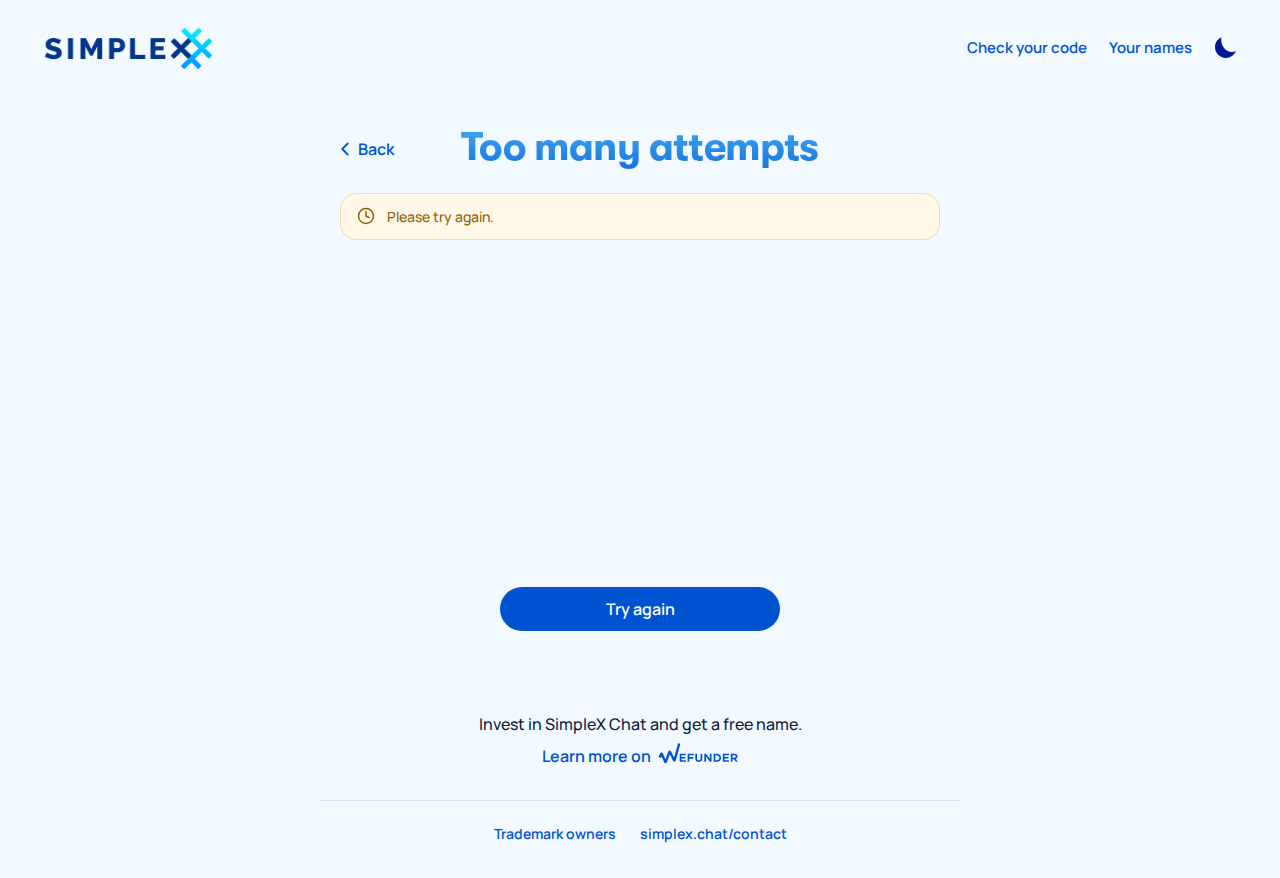 SIMPLEX
Check your code
Your names
Back
Too many attempts
Please try again.
Try again
Invest in SimpleX Chat and get a free name.
Learn more on WEFUNDER
Trademark owners
simplex.chat/contact